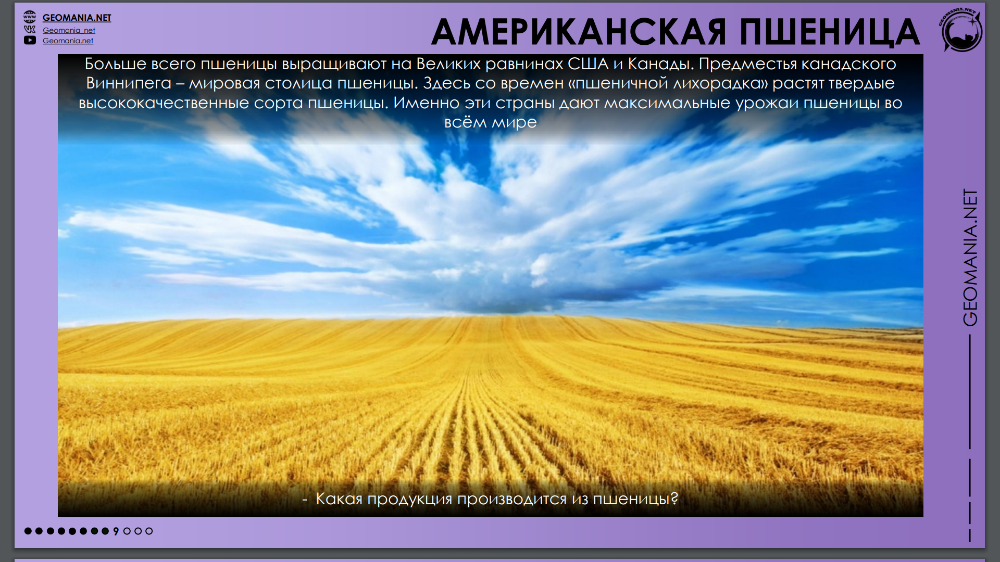 GEOMANIA.NET
Geomania_net
Geomania.net
АМЕРИКАНСКАЯ ПШЕНИЦА
GEOMANIA.NET
Больше всего пшеницы выращивают на Великих равнинах США и Канады. Предместья канадского
Виннипега – мировая столица пшеницы. Здесь со времен «пшеничной лихорадка» растят твердые
высококачественные сорта пшеницы. Именно эти страны дают максимальные урожаи пшеницы во
всём мире
GEOMANIA.NET
- Какая продукция производится из пшеницы?
9